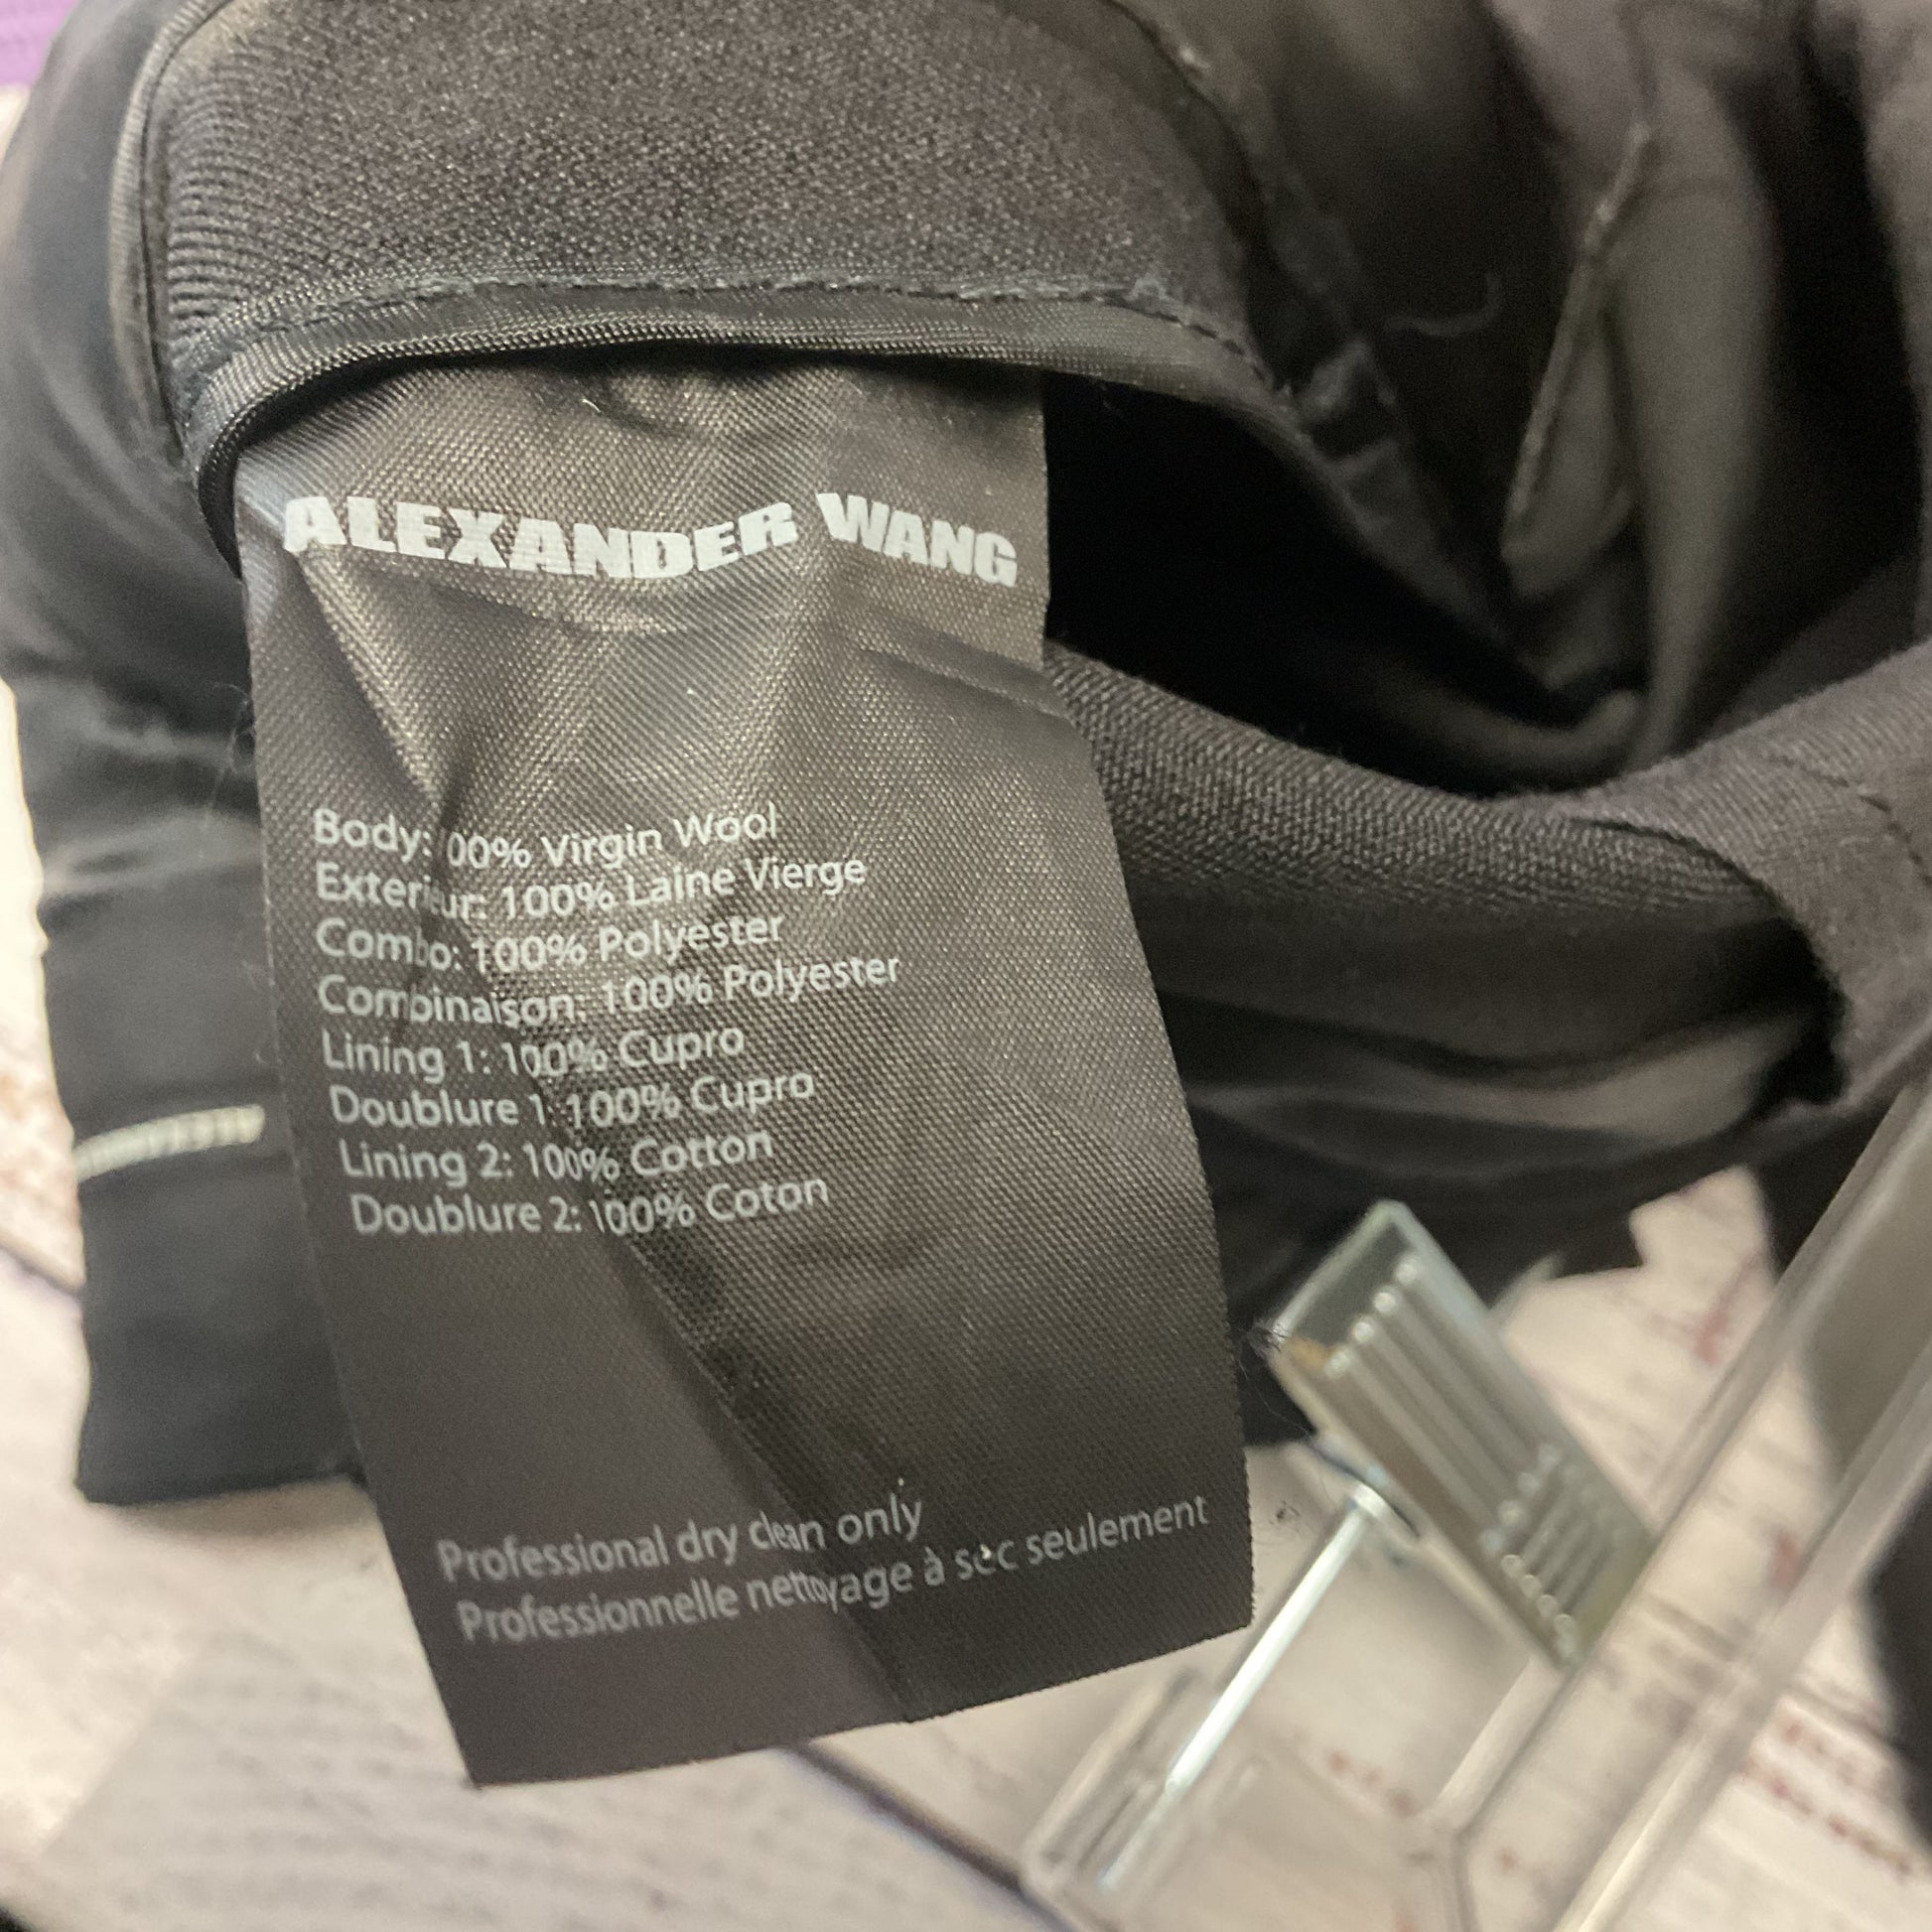 ALEXANDER WANG
Body: 100% Virgin Wool
Exterieur: 100% Laine Vierge
Combo: 100% Polyester
Combinaison: 100% Polyester
Lining 1: 100% Cupro
Doublure 1: 100% Cupro
Lining 2: 100% Cotton
Doublure 2: 100% Coton
Professional dry clean only
Professionnelle nettoyage à sec seulement